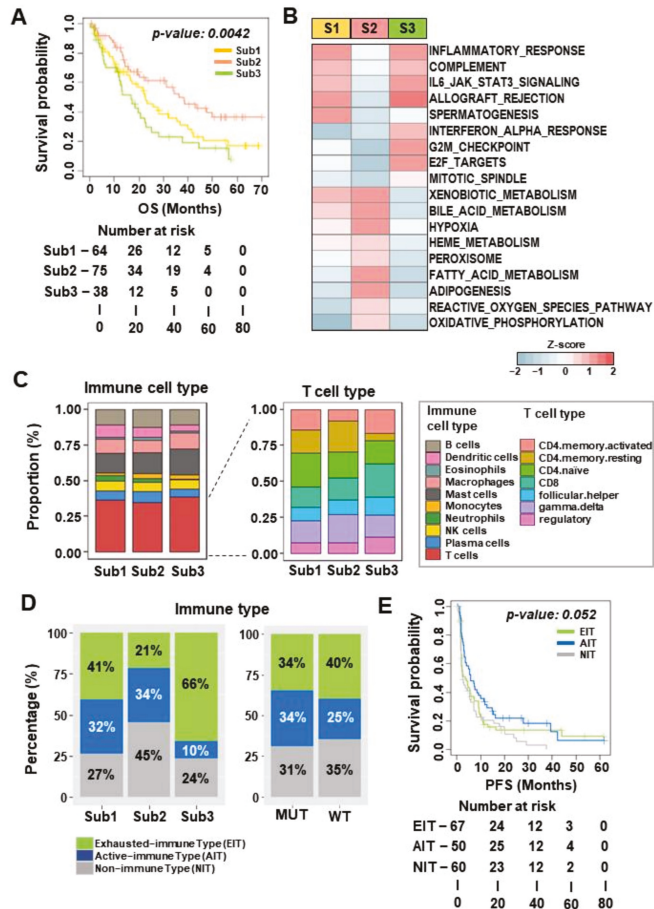 A
p-value: 0.0042
Sub1
Sub2
Sub3
Survival probability
0.0 0.2 0.4 0.6 0.8 1.0
0 10 20 30 40 50 60 70
OS (Months)
Number at risk
Sub1 – 64 26 12 5 0
Sub2 – 75 34 19 4 0
Sub3 – 38 12 5 0 0
0 20 40 60 80
B
S1 S2 S3
INFLAMMATORY_RESPONSE
COMPLEMENT
IL6_JAK_STAT3_SIGNALING
ALLOGRAFT_REJECTION
SPERMATOGENESIS
INTERFERON_ALPHA_RESPONSE
G2M_CHECKPOINT
E2F_TARGETS
MITOTIC_SPINDLE
XENOBIOTIC_METABOLISM
BILE_ACID_METABOLISM
HYPOXIA
HEME_METABOLISM
PEROXISOME
FATTY_ACID_METABOLISM
ADIPOGENESIS
REACTIVE_OXYGEN_SPECIES_PATHWAY
OXIDATIVE_PHOSPHORYLATION
Z-score
−2 −1 0 1 2
C
Immune cell type
Proportion (%)
1.00
0.75
0.50
0.25
0.00
Sub1 Sub2 Sub3
T cell type
1.00
0.75
0.50
0.25
0.00
Sub1 Sub2 Sub3
Immune cell type
B cells
Dendritic cells
Eosinophils
Macrophages
Mast cells
Monocytes
Neutrophils
NK cells
Plasma cells
T cells
T cell type
CD4.memory.activated
CD4.memory.resting
CD4.naïve
CD8
follicular.helper
gamma.delta
regulatory
D
Immune type
Percentage (%)
100
75
50
25
0
41% 21% 66%
32% 34% 10%
27% 45% 24%
Sub1 Sub2 Sub3
100
75
50
25
0
34% 40%
34% 25%
31% 35%
MUT WT
Exhausted–immune Type (EIT)
Active–immune Type (AIT)
Non–immune Type (NIT)
E
p-value: 0.052
EIT
AIT
NIT
Survival probability
0.0 0.2 0.4 0.6 0.8 1.0
0 10 20 30 40 50 60
PFS (Months)
Number at risk
EIT – 67 24 12 3 0
AIT – 50 25 12 4 0
NIT – 60 23 12 2 0
0 20 40 60 80